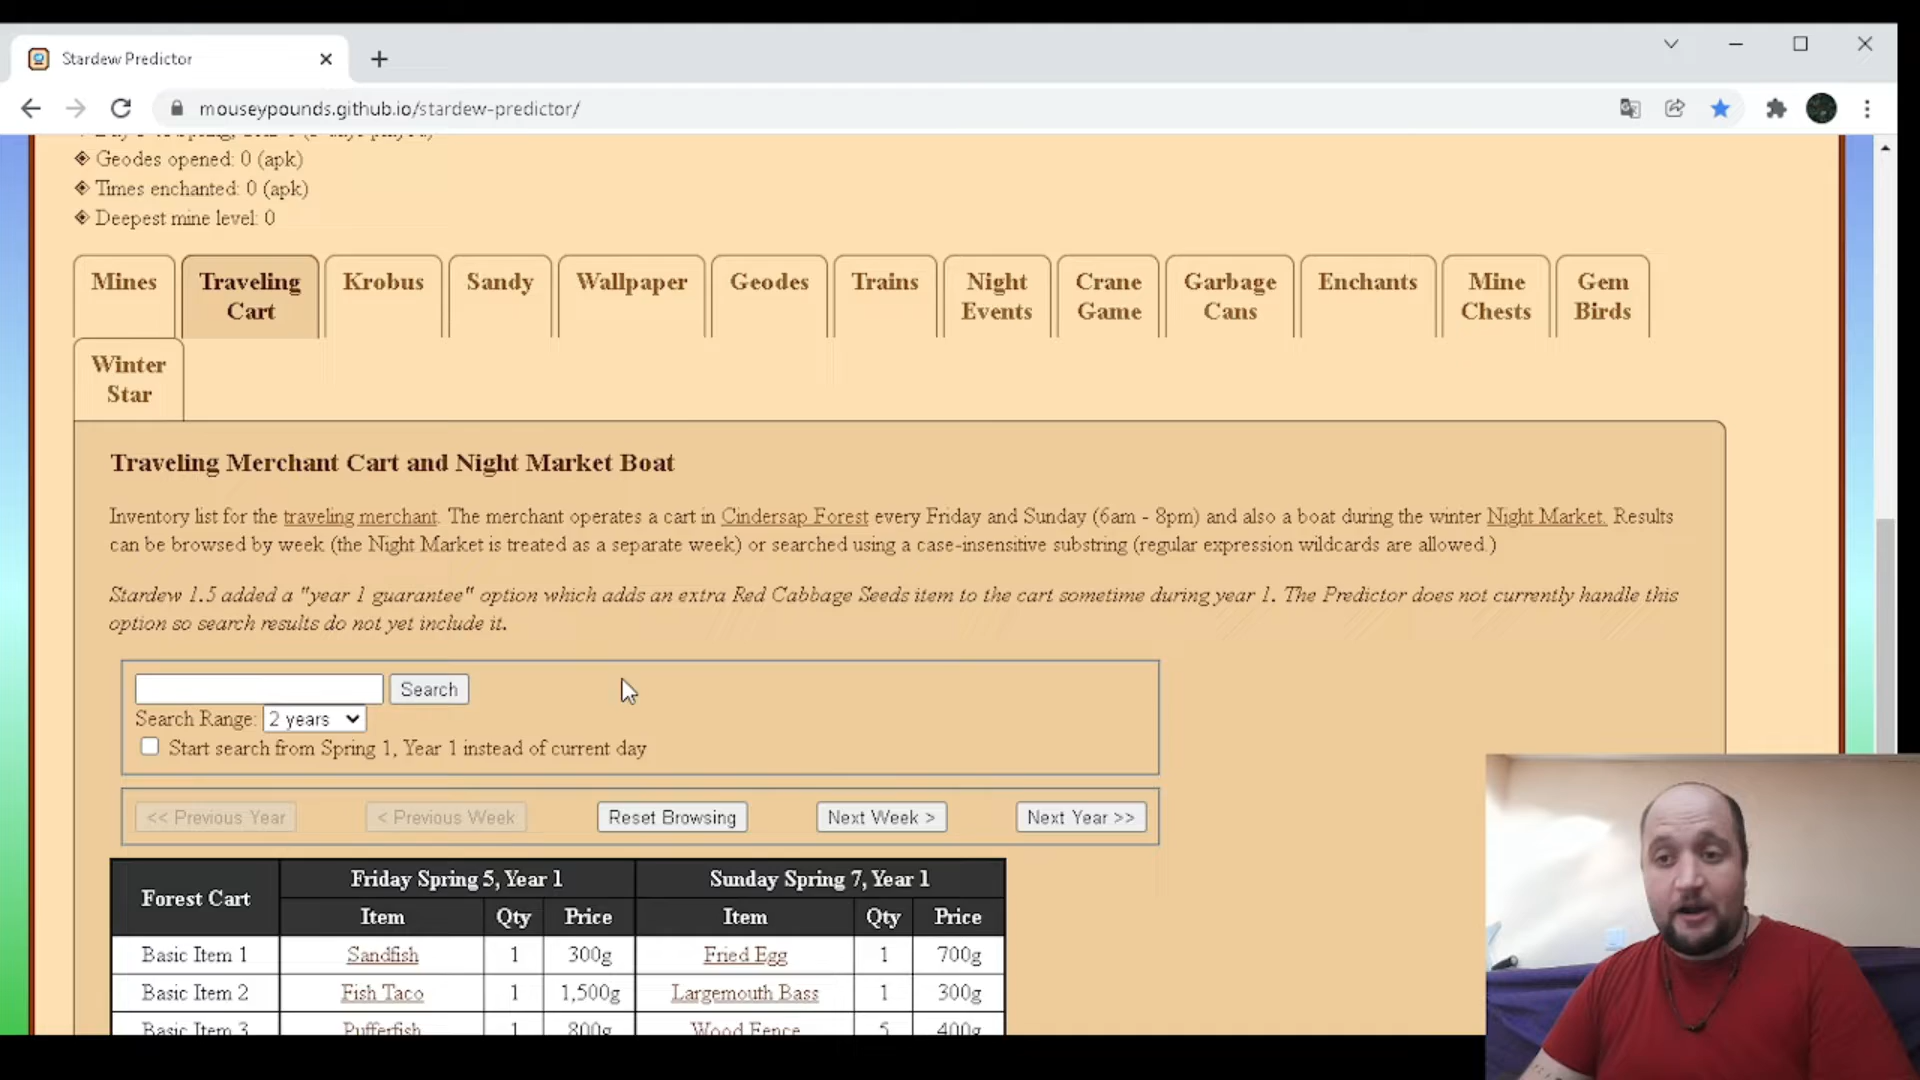 Stardew Predictor
mouseypounds.github.io/stardew-predictor/
Geodes opened: 0 (apk)
Times enchanted: 0 (apk)
Deepest mine level: 0
Mines
Traveling Cart
Krobus
Sandy
Wallpaper
Geodes
Trains
Night Events
Crane Game
Garbage Cans
Enchants
Mine Chests
Gem Birds
Winter Star
Traveling Merchant Cart and Night Market Boat
Inventory list for the traveling merchant. The merchant operates a cart in Cindersap Forest every Friday and Sunday (6am - 8pm) and also a boat during the winter Night Market. Results
can be browsed by week (the Night Market is treated as a separate week) or searched using a case-insensitive substring (regular expression wildcards are allowed.)
Stardew 1.5 added a "year 1 guarantee" option which adds an extra Red Cabbage Seeds item to the cart sometime during year 1. The Predictor does not currently handle this
option so search results do not yet include it.
Search
Search Range: 2 years
Start search from Spring 1, Year 1 instead of current day
<< Previous Year < Previous Week Reset Browsing Next Week > Next Year >>
Forest Cart Friday Spring 5, Year 1 Sunday Spring 7, Year 1
Item Qty Price Item Qty Price
Basic Item 1 Sandfish 1 300g Fried Egg 1 700g
Basic Item 2 Fish Taco 1 1,500g Largemouth Bass 1 300g
Basic Item 3 Pufferfish 1 800g Wood Fence 5 400g